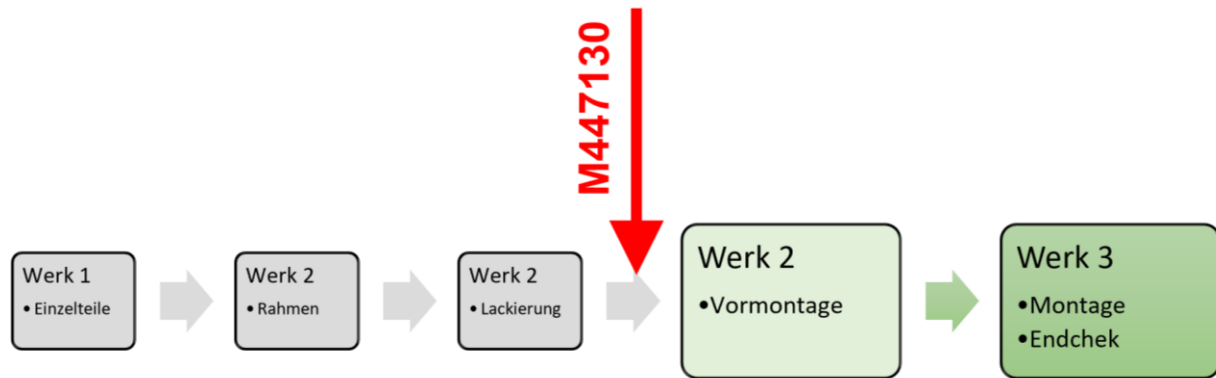 M447130
Werk 1
• Einzelteile
Werk 2
• Rahmen
Werk 2
• Lackierung
Werk 2
•Vormontage
Werk 3
•Montage
•Endchek